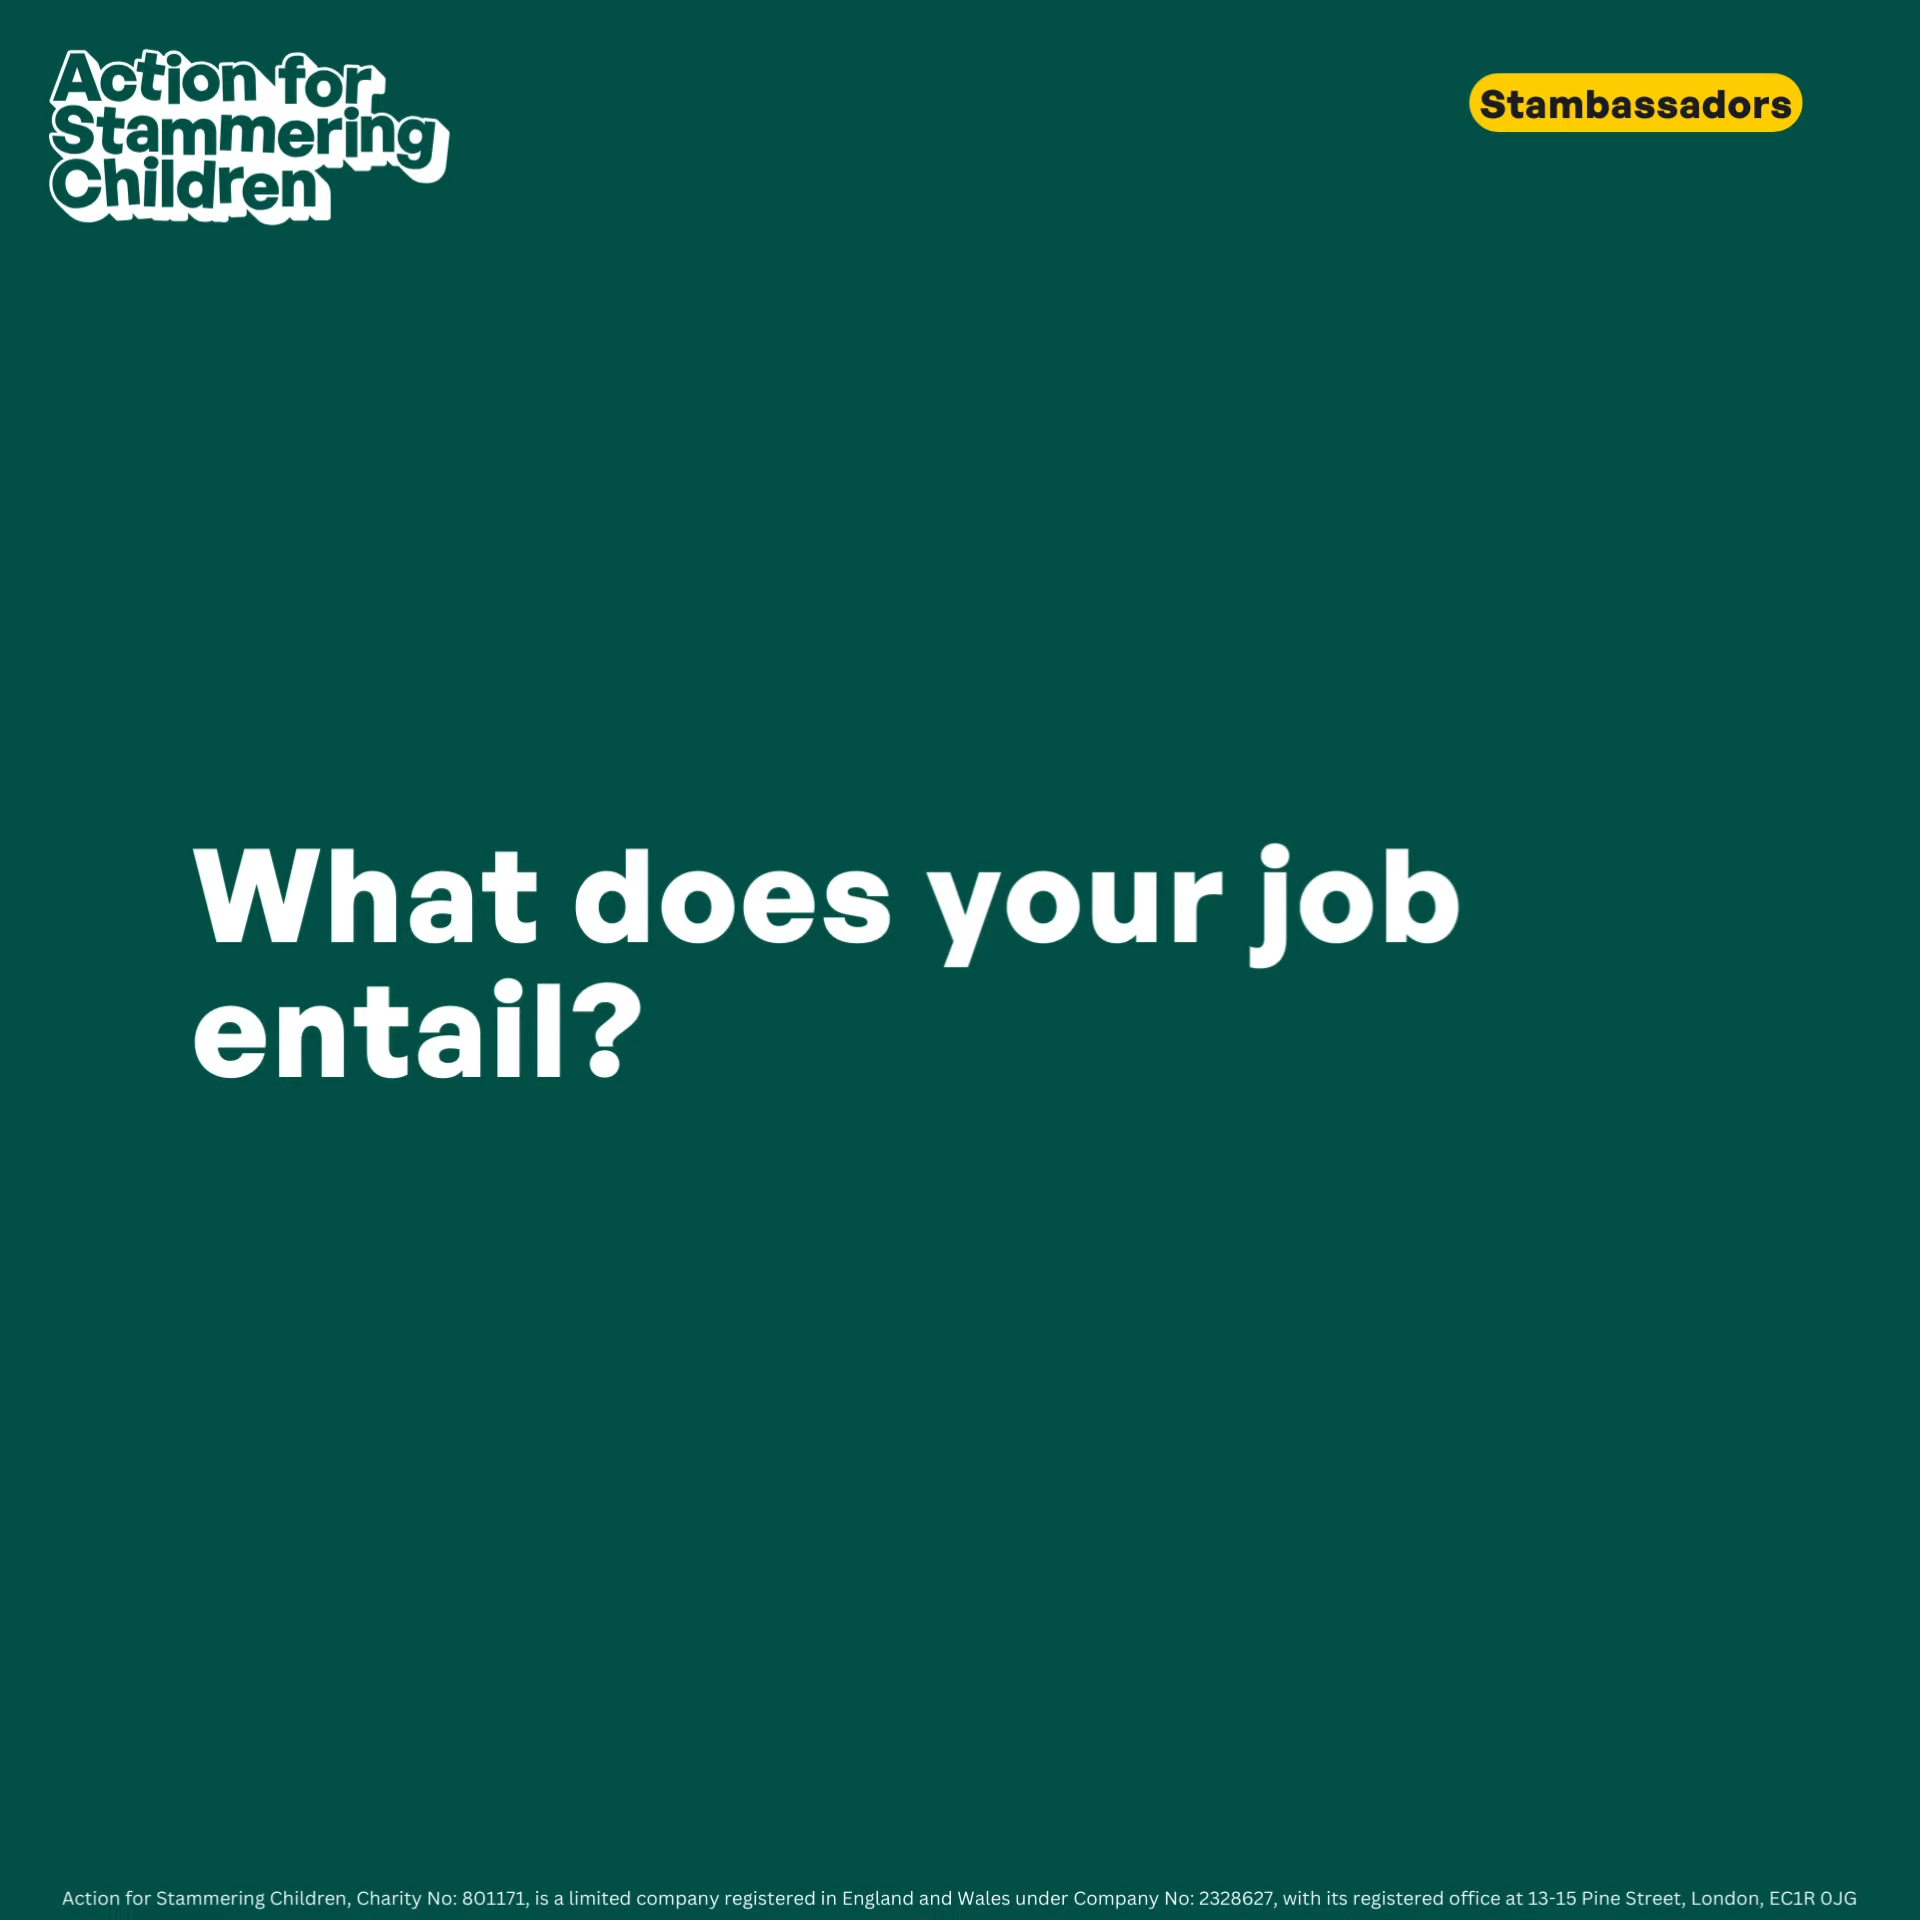 Action for
Stammering
Children
Stambassadors
What does your job
entail?
Action for Stammering Children, Charity No: 801171, is a limited company registered in England and Wales under Company No: 2328627, with its registered office at 13-15 Pine Street, London, EC1R 0JG